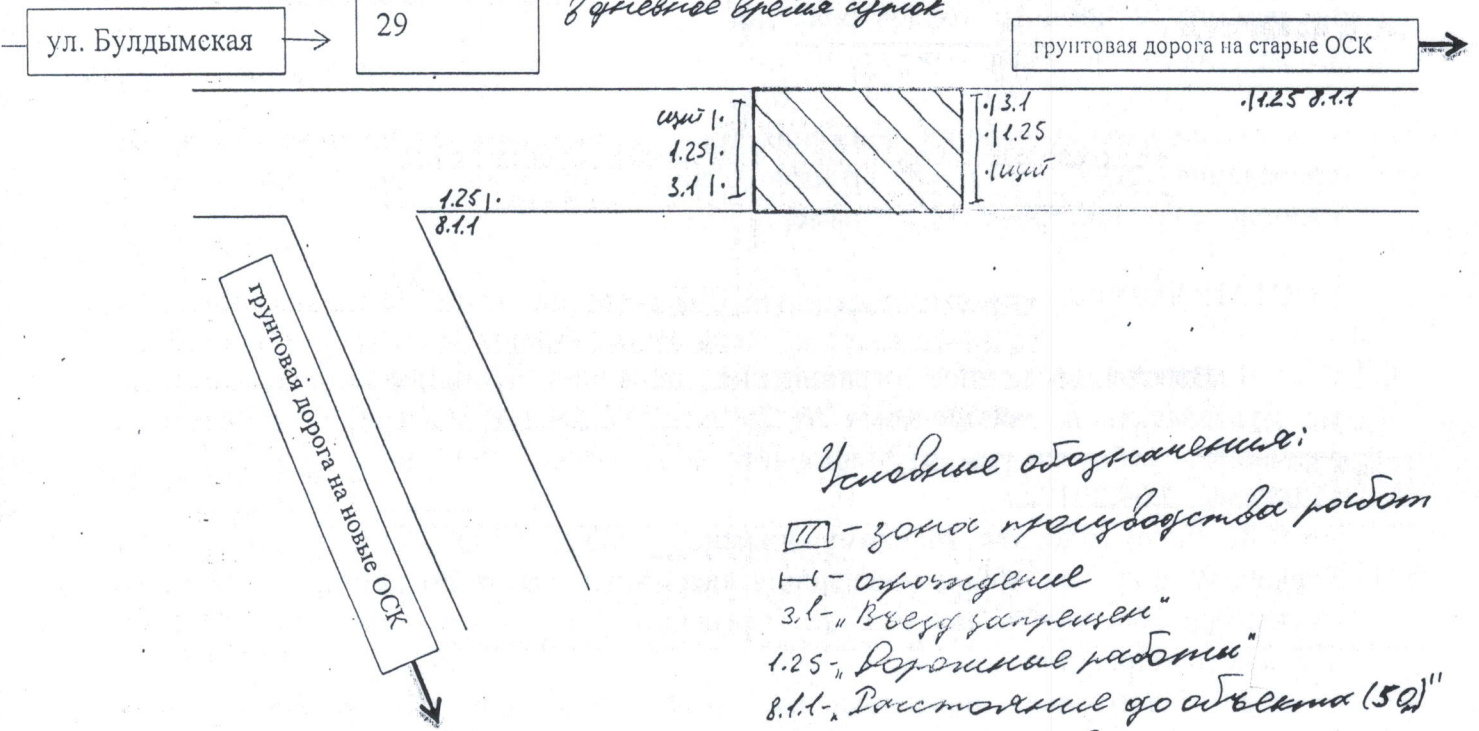 в дневное время суток
ул. Булдымская
29
грунтовая дорога на старые ОСК
щит
1.25
3.1
3.1
1.25
щит
1.25 8.1.1
1.25
8.1.1
грунтовая дорога на новые ОСК
Условные обозначения:
- зона производства работ
- ограждение
3.1 - „Въезд запрещен"
1.25 - „Дорожные работы"
8.1.1 - „Расстояние до объекта (50)"